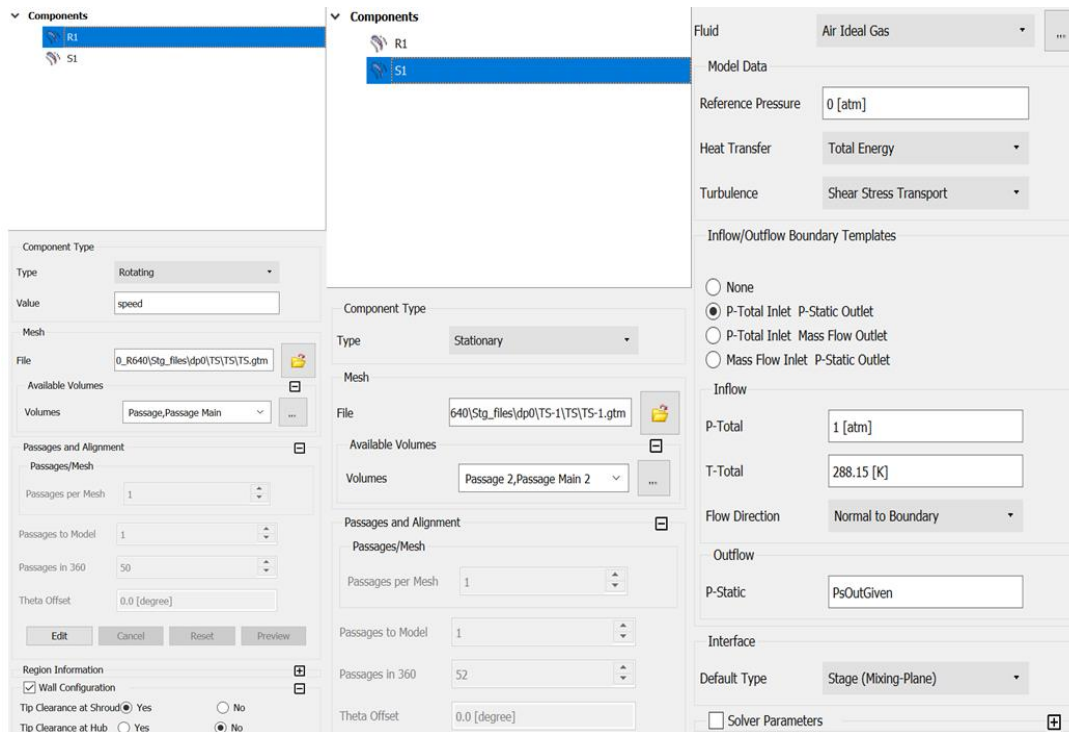 Components
R1
S1
Component Type
Type Rotating
Value speed
Mesh
File 0_R640\Stg_files\dp0\TS\TS\TS.gtm
Available Volumes
Volumes Passage,Passage Main ...
Passages and Alignment
Passages/Mesh
Passages per Mesh 1
Passages to Model 1
Passages in 360 50
Theta Offset 0.0 [degree]
Edit Cancel Reset Preview
Region Information
Wall Configuration
Tip Clearance at Shroud Yes No
Tip Clearance at Hub Yes No
Components
R1
S1
Component Type
Type Stationary
Mesh
File 640\Stg_files\dp0\TS-1\TS\TS-1.gtm
Available Volumes
Volumes Passage 2,Passage Main 2 ...
Passages and Alignment
Passages/Mesh
Passages per Mesh 1
Passages to Model 1
Passages in 360 52
Theta Offset 0.0 [degree]
Fluid Air Ideal Gas ...
Model Data
Reference Pressure 0 [atm]
Heat Transfer Total Energy
Turbulence Shear Stress Transport
Inflow/Outflow Boundary Templates
None
P-Total Inlet P-Static Outlet
P-Total Inlet Mass Flow Outlet
Mass Flow Inlet P-Static Outlet
Inflow
P-Total 1 [atm]
T-Total 288.15 [K]
Flow Direction Normal to Boundary
Outflow
P-Static PsOutGiven
Interface
Default Type Stage (Mixing-Plane)
Solver Parameters